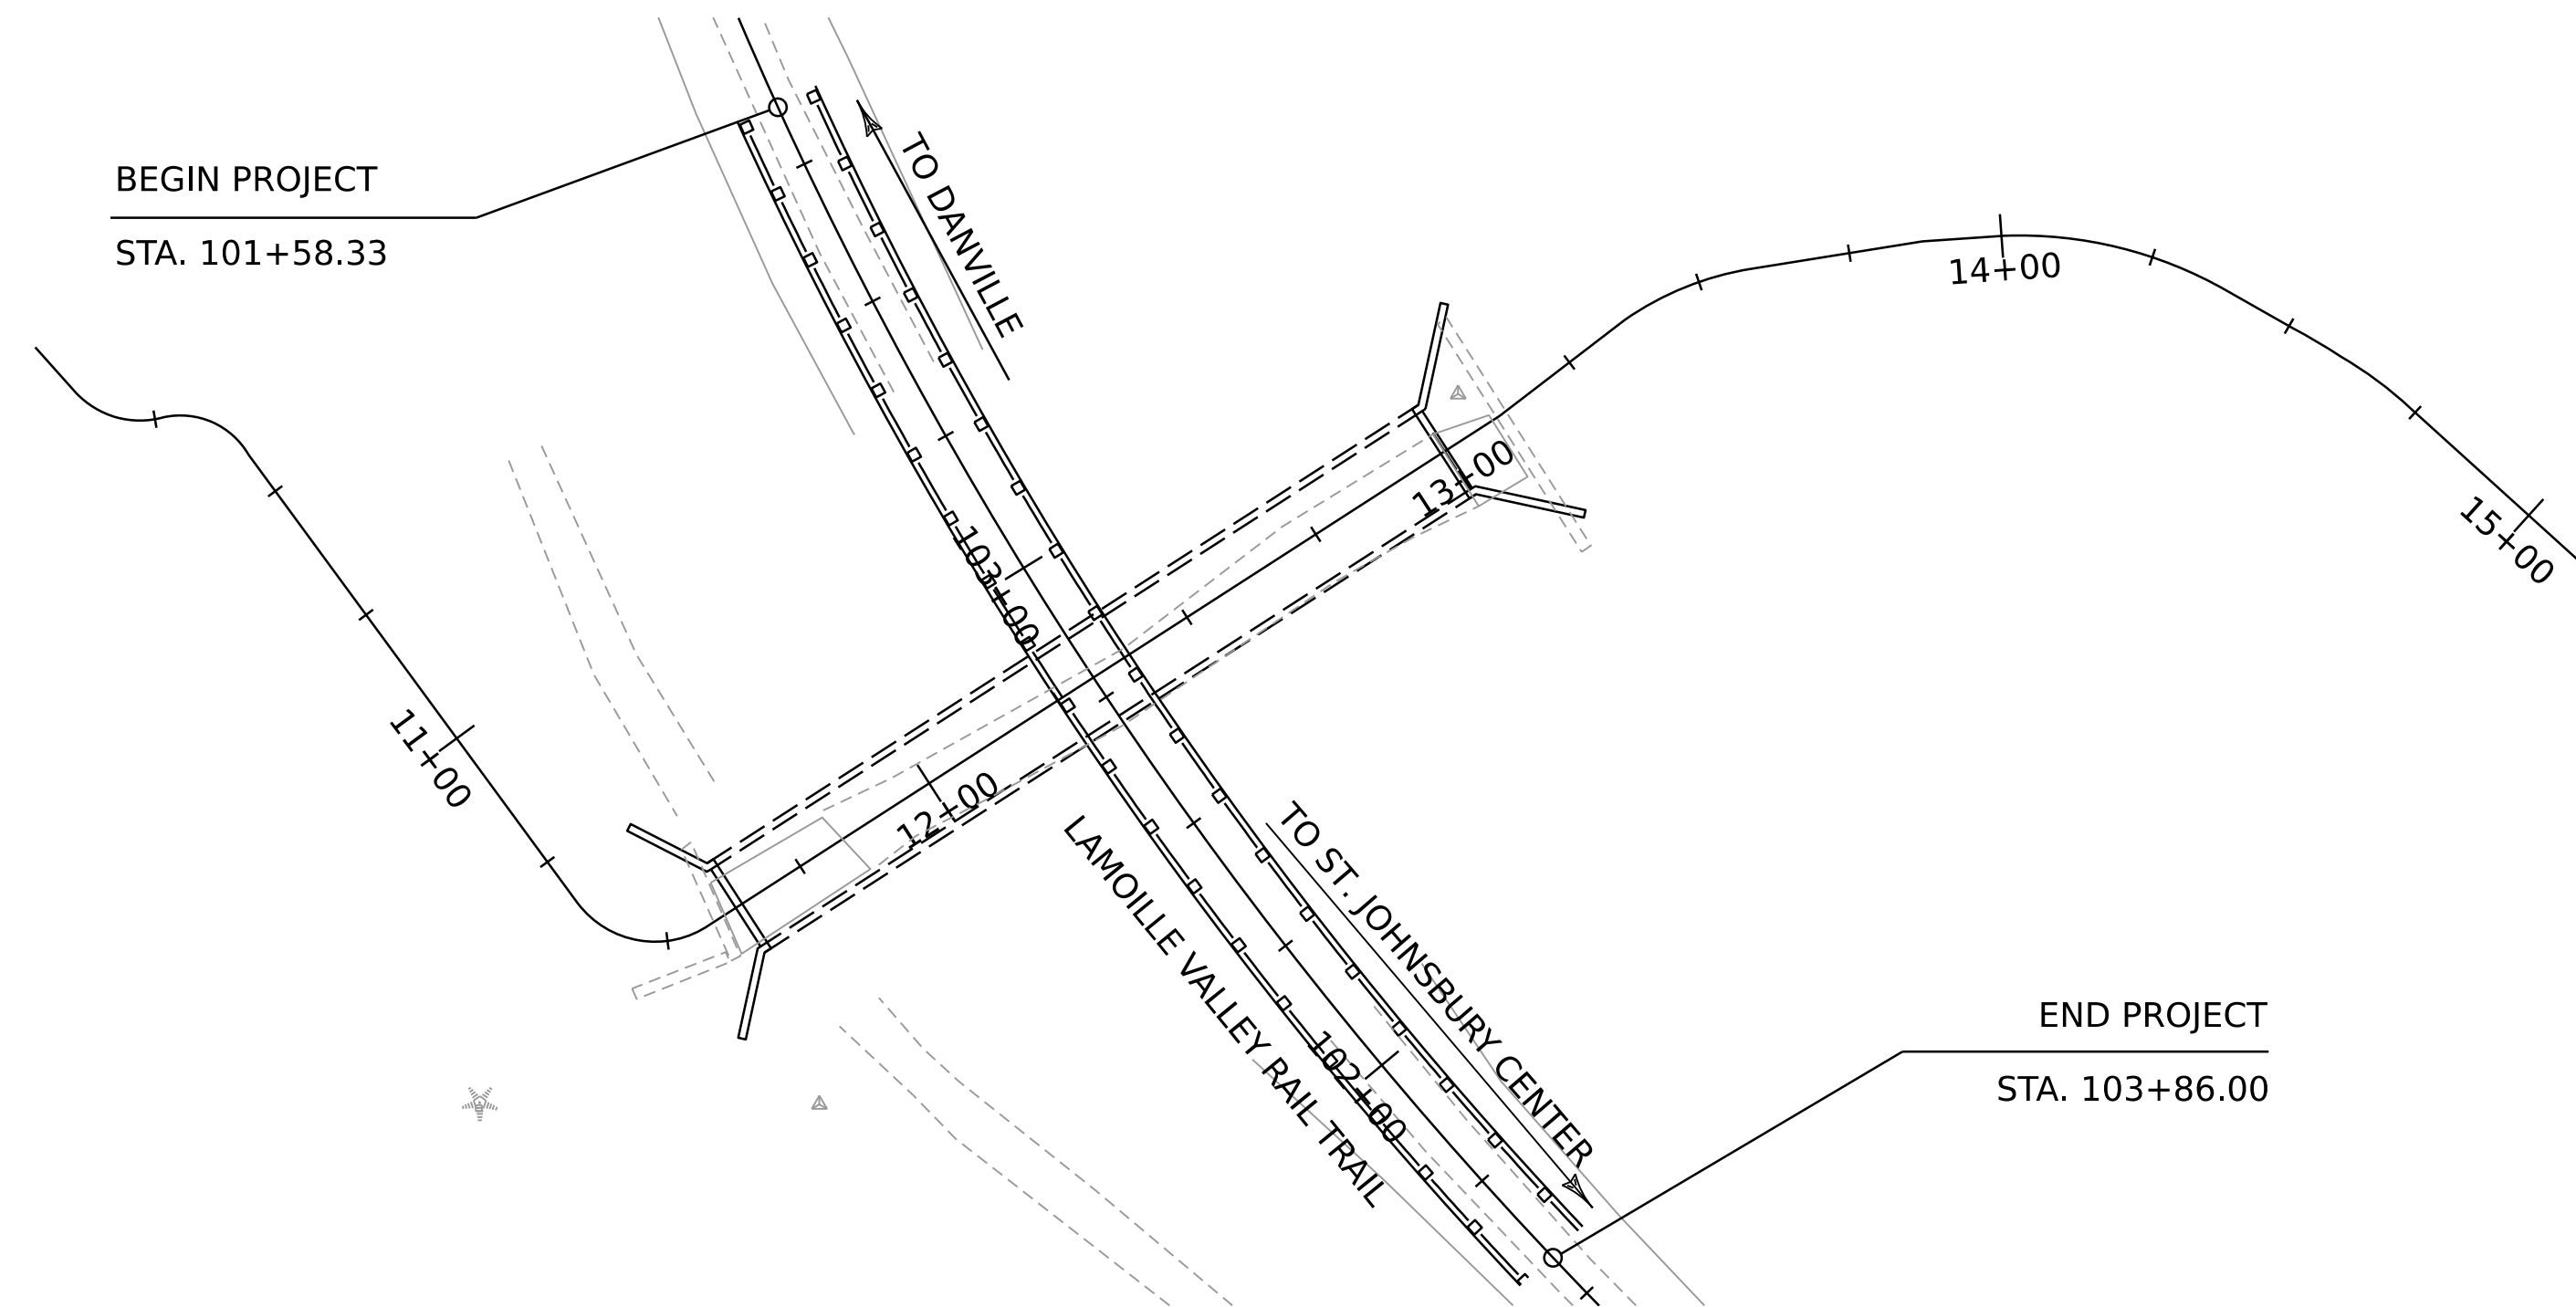 BEGIN PROJECT
STA. 101+58.33
TO DANVILLE
14+00
13+00
15+00
103+00
11+00
12+00
TO ST. JOHNSBURY CENTER
LAMOILLE VALLEY RAIL TRAIL
102+00
END PROJECT
STA. 103+86.00